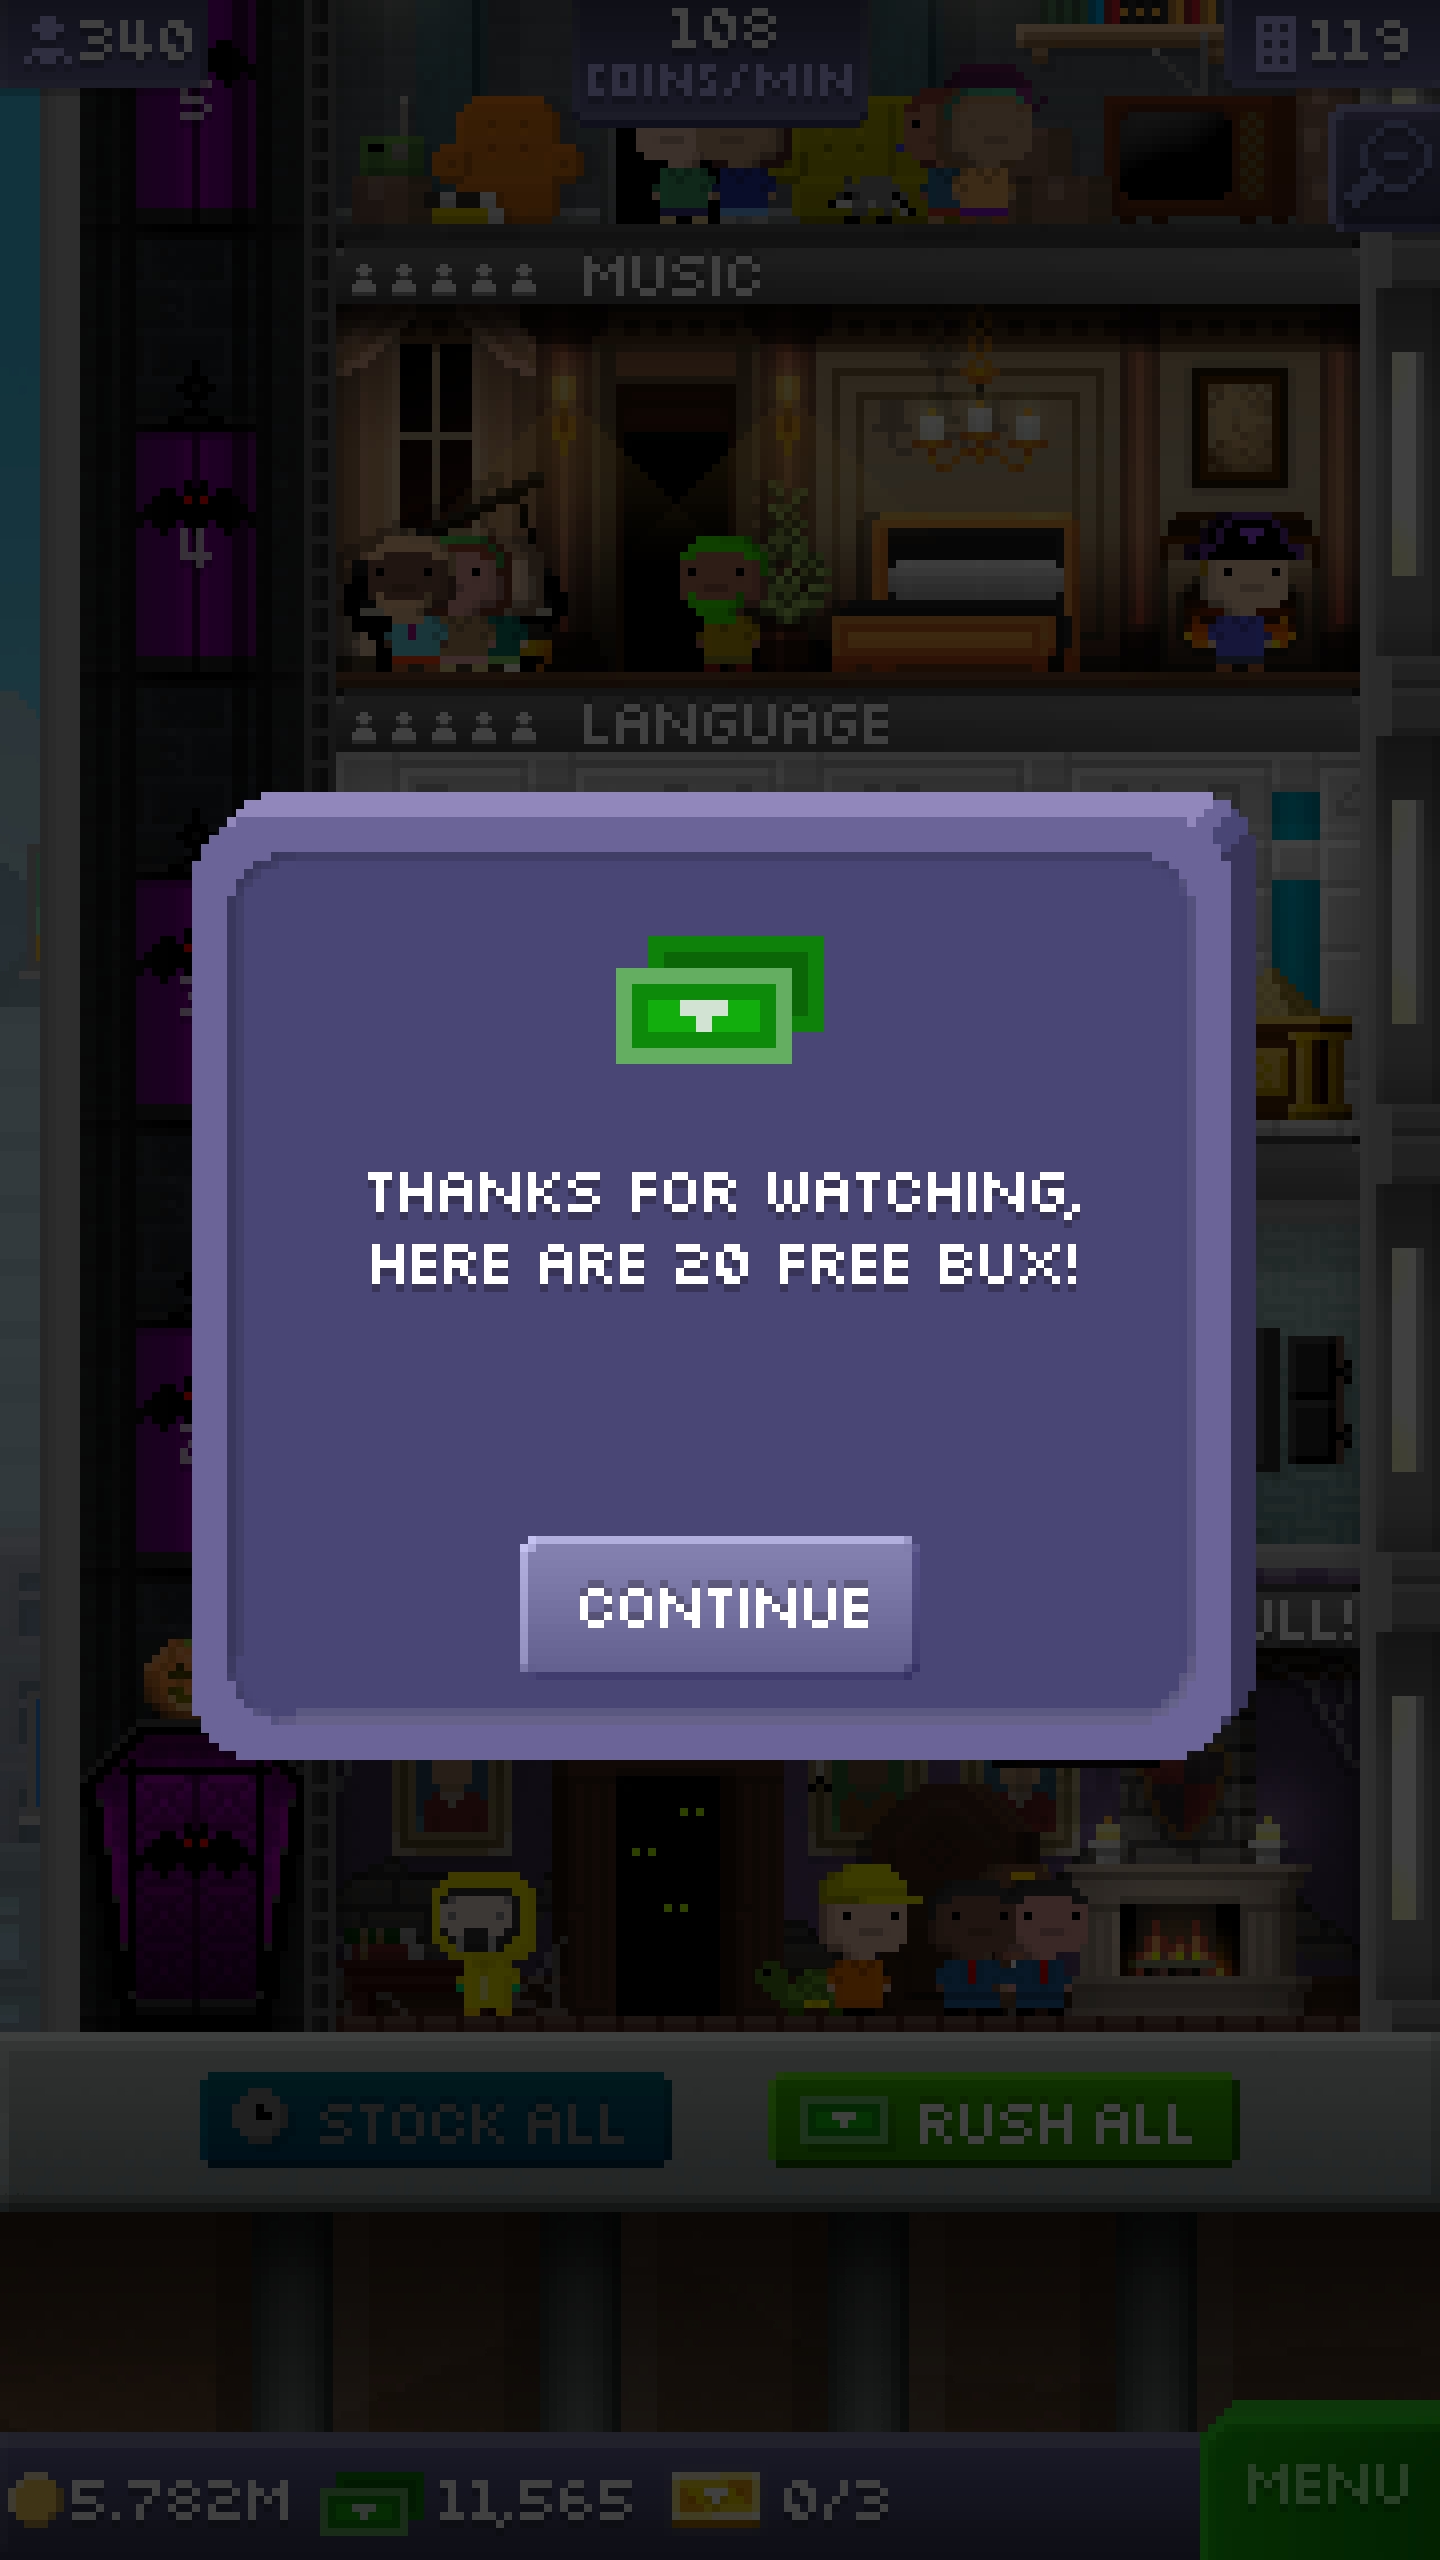 340
108
COINS/MIN
119
5
MUSIC
4
LANGUAGE
THANKS FOR WATCHING,
HERE ARE 20 FREE BUX!
CONTINUE
STOCK ALL
RUSH ALL
5.782M
11,565
0/3
MENU